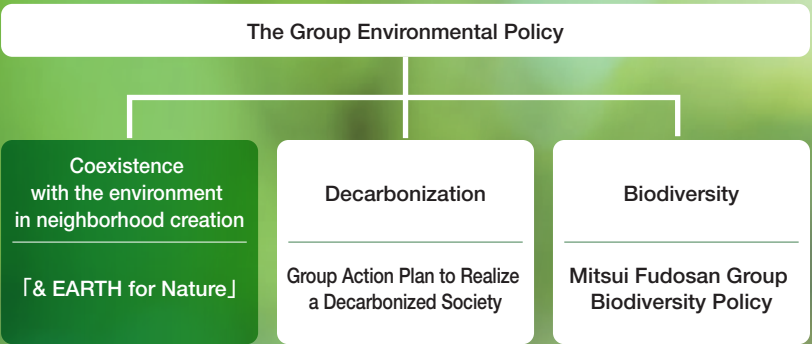 The Group Environmental Policy
Coexistence
with the environment
in neighborhood creation
「& EARTH for Nature」
Decarbonization
Group Action Plan to Realize
a Decarbonized Society
Biodiversity
Mitsui Fudosan Group
Biodiversity Policy